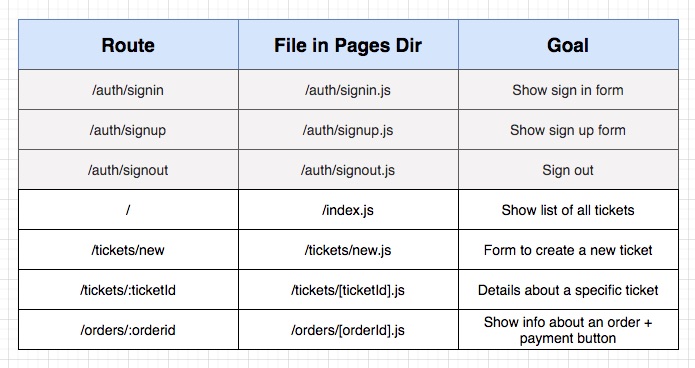 Route File in Pages Dir Goal
/auth/signin /auth/signin.js Show sign in form
/auth/signup /auth/signup.js Show sign up form
/auth/signout /auth/signout.js Sign out
/ /index.js Show list of all tickets
/tickets/new /tickets/new.js Form to create a new ticket
/tickets/:ticketId /tickets/[ticketId].js Details about a specific ticket
/orders/:orderid /orders/[orderId].js Show info about an order +
payment button